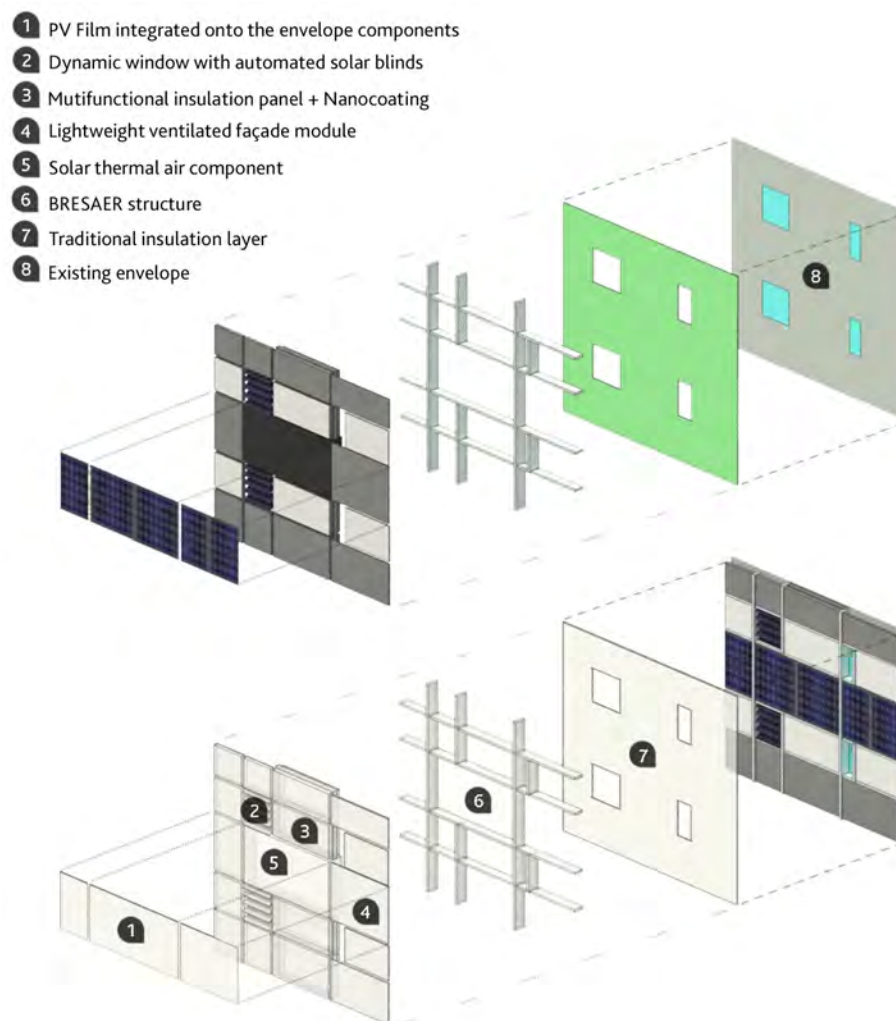 1 PV Film integrated onto the envelope components
2 Dynamic window with automated solar blinds
3 Mutifunctional insulation panel + Nanocoating
4 Lightweight ventilated façade module
5 Solar thermal air component
6 BRESAER structure
7 Traditional insulation layer
8 Existing envelope
8
7
2
6
3
5
4
1